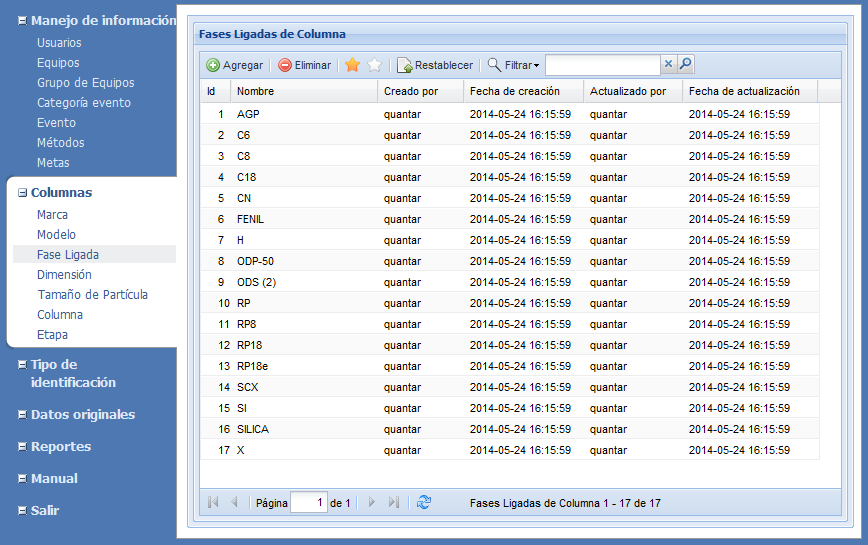 Manejo de información
Usuarios
Equipos
Grupo de Equipos
Categoría evento
Evento
Métodos
Metas
Columnas
Marca
Modelo
Fase Ligada
Dimensión
Tamaño de Partícula
Columna
Etapa
Tipo de
identificación
Datos originales
Reportes
Manual
Salir
Fases Ligadas de Columna
Agregar Eliminar Restablecer Filtrar
Id Nombre Creado por Fecha de creación Actualizado por Fecha de actualización
1 AGP quantar 2014-05-24 16:15:59 quantar 2014-05-24 16:15:59
2 C6 quantar 2014-05-24 16:15:59 quantar 2014-05-24 16:15:59
3 C8 quantar 2014-05-24 16:15:59 quantar 2014-05-24 16:15:59
4 C18 quantar 2014-05-24 16:15:59 quantar 2014-05-24 16:15:59
5 CN quantar 2014-05-24 16:15:59 quantar 2014-05-24 16:15:59
6 FENIL quantar 2014-05-24 16:15:59 quantar 2014-05-24 16:15:59
7 H quantar 2014-05-24 16:15:59 quantar 2014-05-24 16:15:59
8 ODP-50 quantar 2014-05-24 16:15:59 quantar 2014-05-24 16:15:59
9 ODS (2) quantar 2014-05-24 16:15:59 quantar 2014-05-24 16:15:59
10 RP quantar 2014-05-24 16:15:59 quantar 2014-05-24 16:15:59
11 RP8 quantar 2014-05-24 16:15:59 quantar 2014-05-24 16:15:59
12 RP18 quantar 2014-05-24 16:15:59 quantar 2014-05-24 16:15:59
13 RP18e quantar 2014-05-24 16:15:59 quantar 2014-05-24 16:15:59
14 SCX quantar 2014-05-24 16:15:59 quantar 2014-05-24 16:15:59
15 SI quantar 2014-05-24 16:15:59 quantar 2014-05-24 16:15:59
16 SILICA quantar 2014-05-24 16:15:59 quantar 2014-05-24 16:15:59
17 X quantar 2014-05-24 16:15:59 quantar 2014-05-24 16:15:59
Página 1 de 1 Fases Ligadas de Columna 1 - 17 de 17